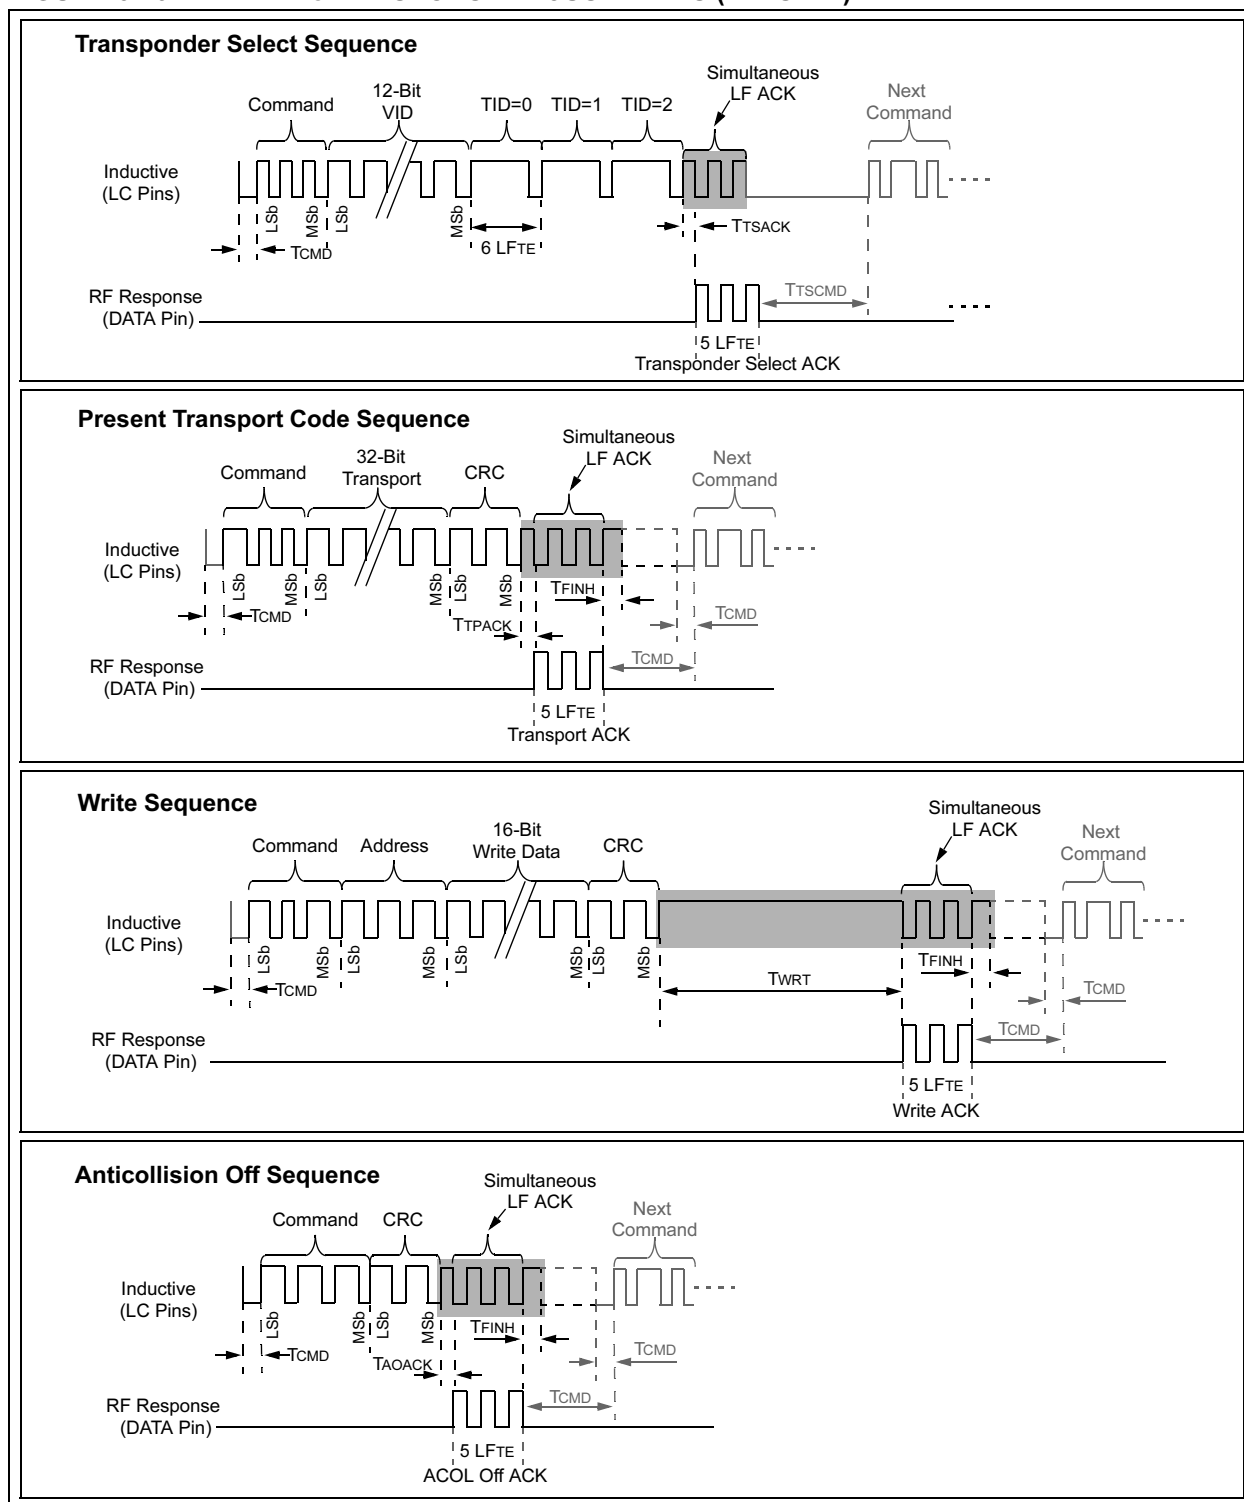 Transponder Select Sequence
Simultaneous
LF ACK
Command
12-Bit
VID
TID=0
TID=1
TID=2
Next
Command
Inductive
(LC Pins)
LSb
MSb
LSb
MSb
TCMD
6 LFTE
TTSACK
RF Response
(DATA Pin)
TTSCMD
5 LFTE
Transponder Select ACK
Present Transport Code Sequence
Simultaneous
LF ACK
Command
32-Bit
Transport
CRC
Next
Command
Inductive
(LC Pins)
LSb
MSb
LSb
MSb
LSb
MSb
TFINH
TCMD
TTPACK
TCMD
RF Response
(DATA Pin)
TCMD
5 LFTE
Transport ACK
Write Sequence
Simultaneous
LF ACK
Command
Address
16-Bit
Write Data
CRC
Next
Command
Inductive
(LC Pins)
LSb
MSb
LSb
MSb
LSb
MSb
LSb
MSb
TFINH
TCMD
TWRT
TCMD
RF Response
(DATA Pin)
TCMD
5 LFTE
Write ACK
Anticollision Off Sequence
Simultaneous
LF ACK
Command
CRC
Next
Command
Inductive
(LC Pins)
LSb
MSb
LSb
MSb
TFINH
TCMD
TAOACK
TCMD
RF Response
(DATA Pin)
TCMD
5 LFTE
ACOL Off ACK